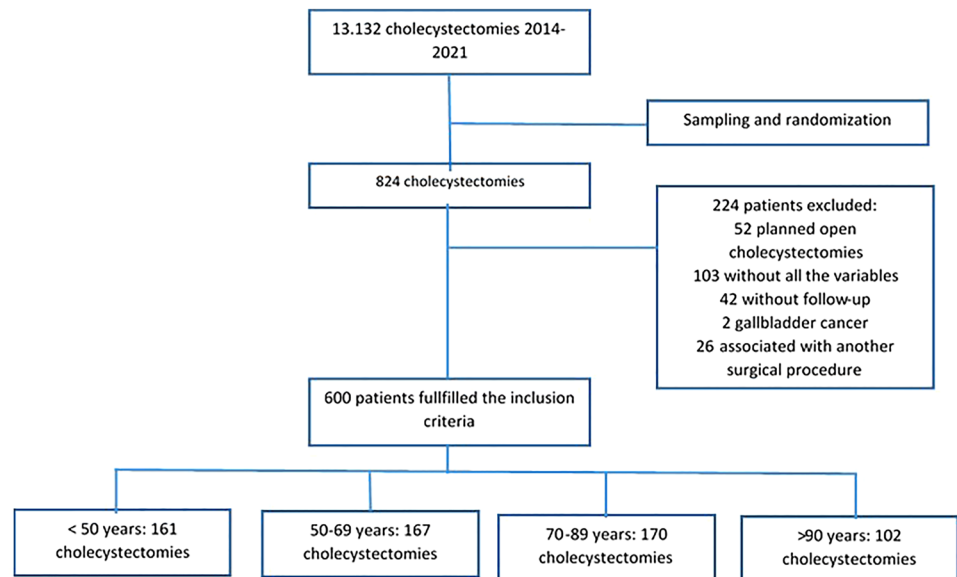 13.132 cholecystectomies 2014-
2021
Sampling and randomization
824 cholecystectomies
224 patients excluded:
52 planned open
cholecystectomies
103 without all the variables
42 without follow-up
2 gallbladder cancer
26 associated with another
surgical procedure
600 patients fullfilled the inclusion
criteria
< 50 years: 161
cholecystectomies
50-69 years: 167
cholecystectomies
70-89 years: 170
cholecystectomies
>90 years: 102
cholecystectomies